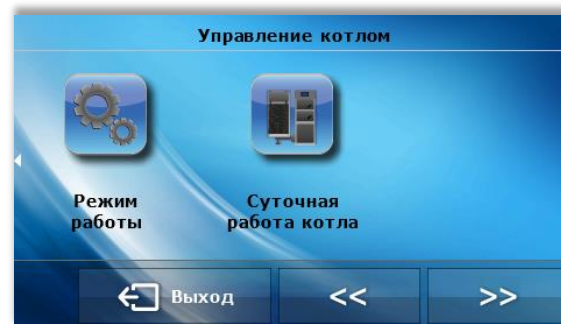 Управление котлом
Режим
работы
Суточная
работа котла
Выход
<<
>>